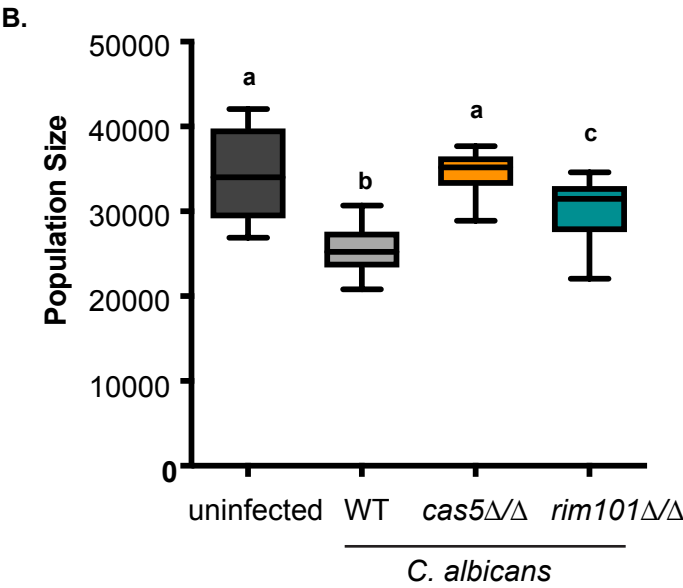 B.
Population Size
50000
40000
30000
20000
10000
0
a
b
a
c
uninfected WT cas5Δ/Δ rim101Δ/Δ
C. albicans